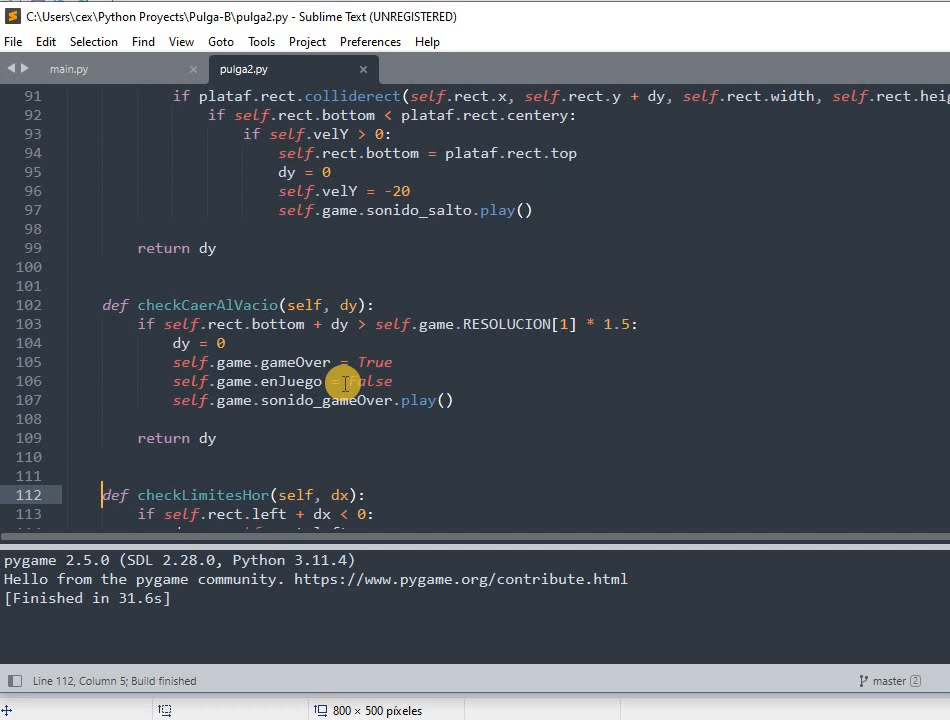 C:\Users\cex\Python Proyects\Pulga-B\pulga2.py - Sublime Text (UNREGISTERED)
File Edit Selection Find View Goto Tools Project Preferences Help
main.py × pulga2.py ×
91 if plataf.rect.colliderect(self.rect.x, self.rect.y + dy, self.rect.width, self.rect.heig
92 if self.rect.bottom < plataf.rect.centery:
93 if self.velY > 0:
94 self.rect.bottom = plataf.rect.top
95 dy = 0
96 self.velY = -20
97 self.game.sonido_salto.play()
98
99 return dy
100
101
102 def checkCaerAlVacio(self, dy):
103 if self.rect.bottom + dy > self.game.RESOLUCION[1] * 1.5:
104 dy = 0
105 self.game.gameOver = True
106 self.game.enJuego = False
107 self.game.sonido_gameOver.play()
108
109 return dy
110
111
112 def checkLimitesHor(self, dx):
113 if self.rect.left + dx < 0:
pygame 2.5.0 (SDL 2.28.0, Python 3.11.4)
Hello from the pygame community. https://www.pygame.org/contribute.html
[Finished in 31.6s]
Line 112, Column 5; Build finished master 2
800 × 500 píxeles